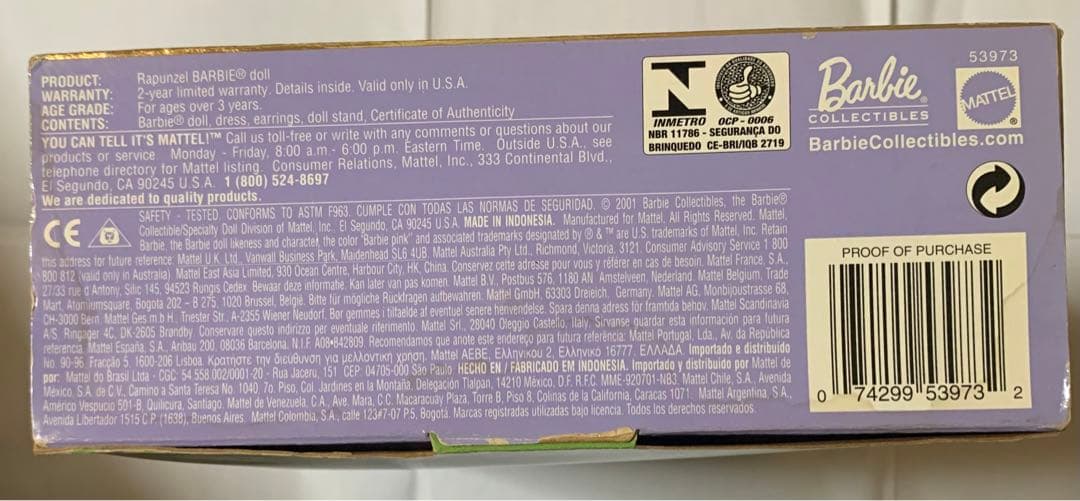 PRODUCT: Rapunzel BARBIE® doll
WARRANTY: 2-year limited warranty. Details inside. Valid only in U.S.A.
AGE GRADE: For ages over 3 years.
CONTENTS: Barbie® doll, dress, earrings, doll stand, Certificate of Authenticity
YOU CAN TELL IT'S MATTEL!™ Call us toll-free or write with any comments or questions about our
products or service. Monday - Friday, 8:00 a.m.- 6:00 p.m. Eastern Time. Outside U.S.A., see
telephone directory for Mattel listing. Consumer Relations, Mattel, Inc., 333 Continental Blvd.,
El Segundo, CA 90245 U.S.A. 1 (800) 524-8697
We are dedicated to quality products.
SAFETY - TESTED. CONFORMS TO ASTM F963. CUMPLE CON TODAS LAS NORMAS DE SEGURIDAD. © 2001 Barbie Collectibles, the Barbie®
Collectible/Specialty Doll Division of Mattel, Inc., El Segundo, CA 90245 U.S.A. MADE IN INDONESIA. Manufactured for Mattel. All Rights Reserved. Mattel,
CE Barbie, the Barbie doll likeness and character, the color "Barbie pink" and associated trademarks designated by ® & ™ are U.S. trademarks of Mattel, Inc. Retain
this address for future reference: Mattel U.K. Ltd., Vanwall Business Park, Maidenhead SL6 4UB. Mattel Australia Pty Ltd., Richmond, Victoria. 3121. Consumer Advisory Service 1 800
800 812 (valid only in Australia). Mattel East Asia Limited, 930 Ocean Centre, Harbour City, HK, China. Conservez cette adresse pour vous y référer en cas de besoin. Mattel France, S.A.,
27/33 rue d'Antony, Silic 145, 94523 Rungis Cedex. Bewaar deze informatie. Kan later van pas komen. Mattel B.V., Postbus 576, 1180 AN Amstelveen, Nederland. Mattel Belgium, Trade
Mart, Atomiumsquare, Bogota 202 - B 275, 1020 Brussel, België. Bitte für mögliche Rückfragen aufbewahren. Mattel GmbH, 63303 Dreieich, Germany. Mattel AG, Monbijoustrasse 68,
CH-3000 Bern. Mattel Ges.m.b.H., Triester Str., A-2355 Wiener Neudorf. Bør gemmes i tilfælde af eventuel senere henvendelse. Spara denna adress för framtida behov. Mattel Scandinavia
A/S, Ringager 4C, DK-2605 Brøndby. Conservare questo indirizzo per eventuale riferimento. Mattel Srl., 28040 Oleggio Castello, Italy. Sírvanse guardar esta información para futura
referencia. Mattel España, S.A., Aribau 200. 08036 Barcelona. N.I.F. A08-842809. Recomendamos que anote este endereço para futura referência: Mattel Portugal, Lda., Av. da República
No. 90-96 Fracção 5, 1600-206 Lisboa. Κρατήστε την διεύθυνση για μελλοντική χρήση. Mattel AEBE, Ελληνικού 2, Ελληνικό 16777. ΕΛΛΑΔΑ. Importado e distribuido
por: Mattel do Brasil Ltda - CGC: 54.558.002/0001-20 - Rua Jaceru, 151 CEP: 04705-000 São Paulo HECHO EN / FABRICADO EM INDONESIA. Importado y distribuido por Mattel de
México, S.A. de C.V., Camino a Santa Teresa No. 1040, 7o. Piso, Col. Jardines en la Montaña, Delegación Tlalpan, 14210 México, D.F. R.F.C. MME-920701-NB3. Mattel Chile, S.A., Avenida
Américo Vespucio 501-B, Quilicura, Santiago. Mattel de Venezuela, C.A., Ave. Mara, C.C. Macaracuay Plaza, Torre B, Piso 8, Colinas de la California, Caracas 1071. Mattel Argentina, S.A.,
Avenida Libertador 1515 C.P. (1638), Buenos Aires. Mattel Colombia, S.A., calle 123#7-07 P.5, Bogotá. Marcas registradas utilizadas bajo licencia. Todos los derechos reservados.
INMETRO OCP - 0006
NBR 11786 - SEGURANÇA DO
BRINQUEDO CE-BRI/IQB 2719
53973
Barbie®
COLLECTIBLES
MATTEL®
BarbieCollectibles.com
PROOF OF PURCHASE
0 74299 53973 2